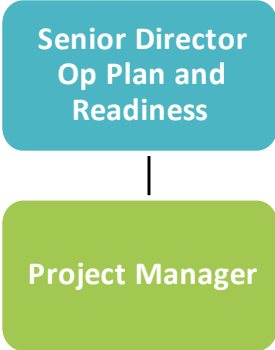 Senior Director
Op Plan and
Readiness
Project Manager